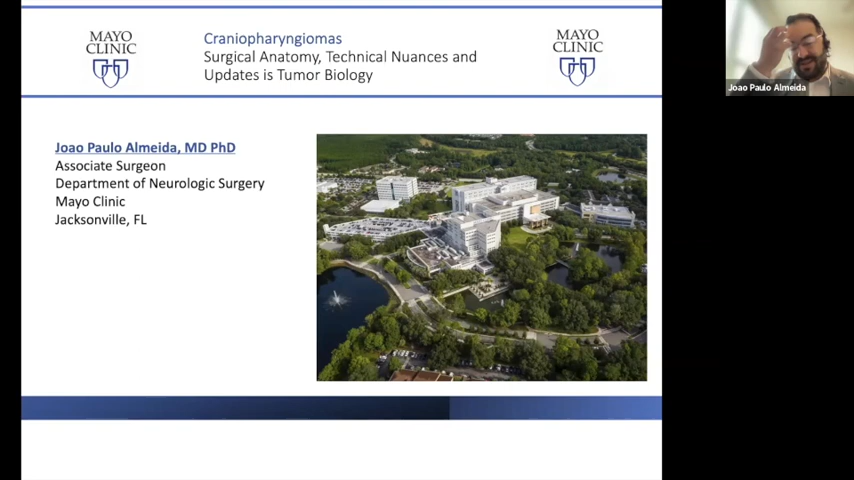 MAYO
CLINIC
Craniopharyngiomas
Surgical Anatomy, Technical Nuances and
Updates is Tumor Biology
MAYO
CLINIC
Joao Paulo Almeida
Joao Paulo Almeida, MD PhD
Associate Surgeon
Department of Neurologic Surgery
Mayo Clinic
Jacksonville, FL